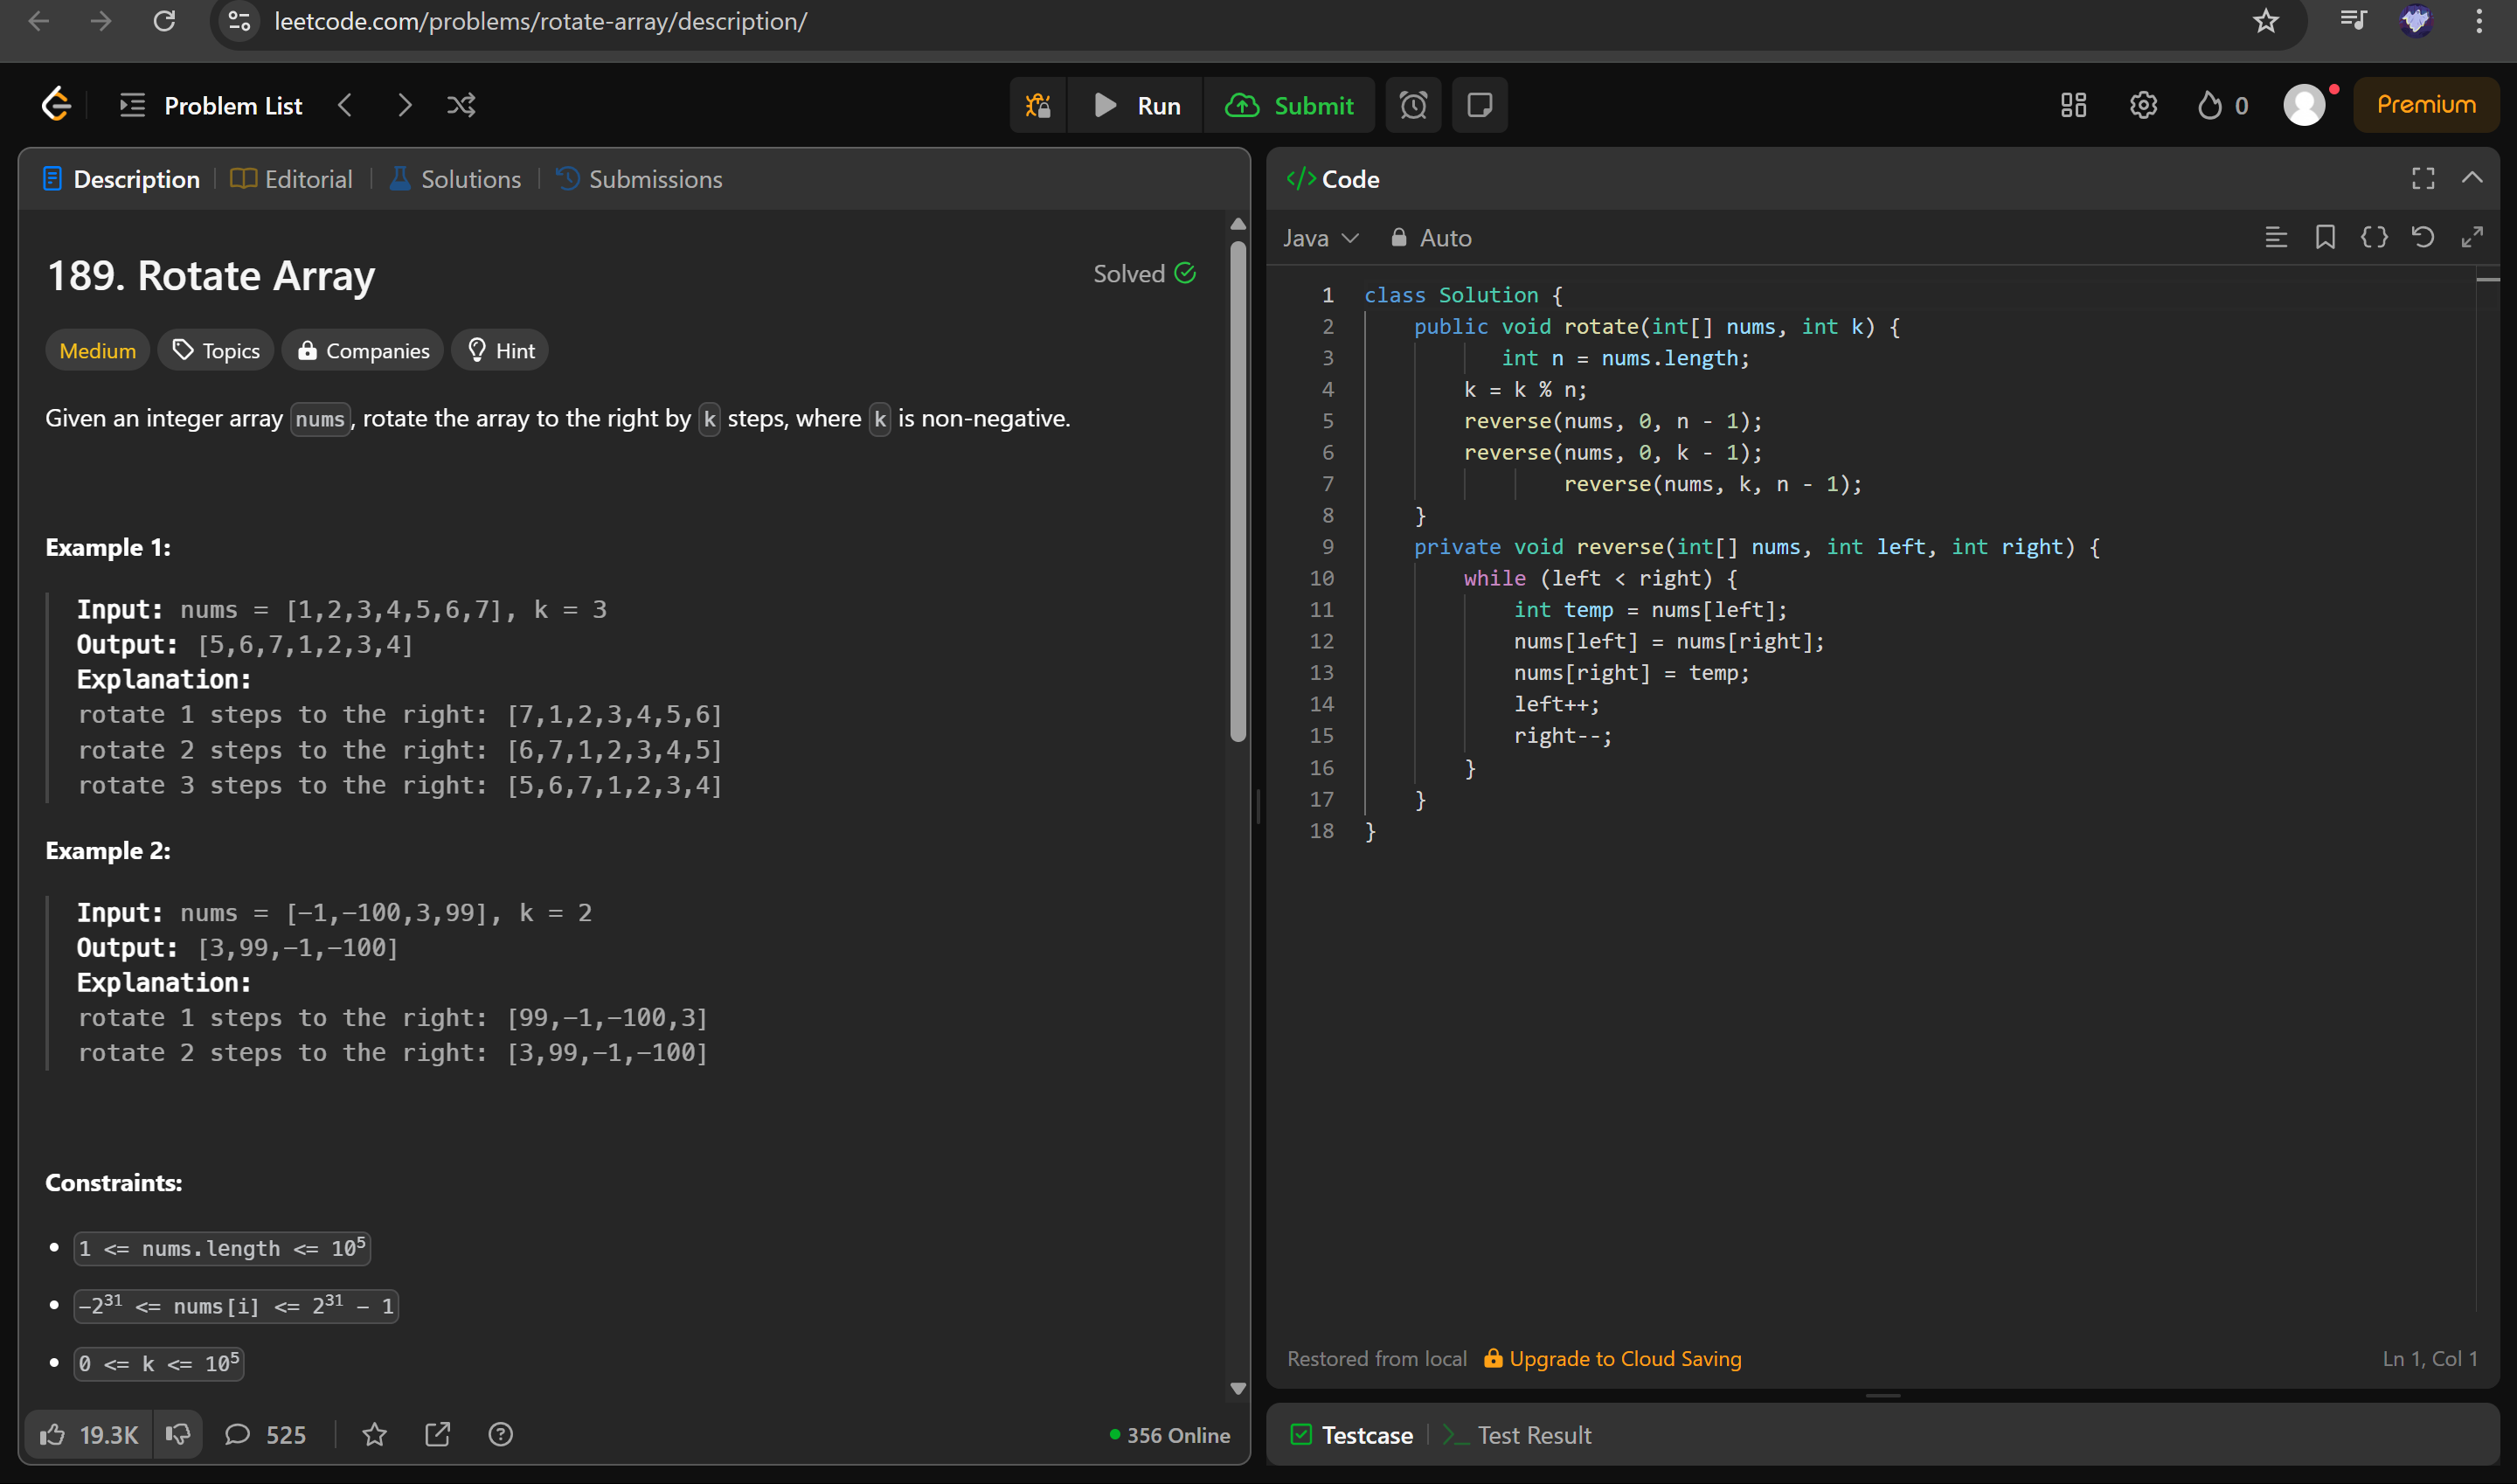 leetcode.com/problems/rotate-array/description/
Problem List
Run
Submit
0
Premium
Description
Editorial
Solutions
Submissions
189. Rotate Array
Solved
Medium
Topics
Companies
Hint
Given an integer array nums, rotate the array to the right by k steps, where k is non-negative.
Example 1:
Input: nums = [1,2,3,4,5,6,7], k = 3
Output: [5,6,7,1,2,3,4]
Explanation:
rotate 1 steps to the right: [7,1,2,3,4,5,6]
rotate 2 steps to the right: [6,7,1,2,3,4,5]
rotate 3 steps to the right: [5,6,7,1,2,3,4]
Example 2:
Input: nums = [-1,-100,3,99], k = 2
Output: [3,99,-1,-100]
Explanation:
rotate 1 steps to the right: [99,-1,-100,3]
rotate 2 steps to the right: [3,99,-1,-100]
Constraints:
1 <= nums.length <= 10⁵
-2³¹ <= nums[i] <= 2³¹ - 1
0 <= k <= 10⁵
19.3K
525
356 Online
</> Code
Java
Auto
1 class Solution {
2     public void rotate(int[] nums, int k) {
3            int n = nums.length;
4         k = k % n;
5         reverse(nums, 0, n - 1);
6         reverse(nums, 0, k - 1);
7                 reverse(nums, k, n - 1);
8     }
9     private void reverse(int[] nums, int left, int right) {
10         while (left < right) {
11             int temp = nums[left];
12             nums[left] = nums[right];
13             nums[right] = temp;
14             left++;
15             right--;
16         }
17     }
18 }
Restored from local
Upgrade to Cloud Saving
Ln 1, Col 1
Testcase
Test Result